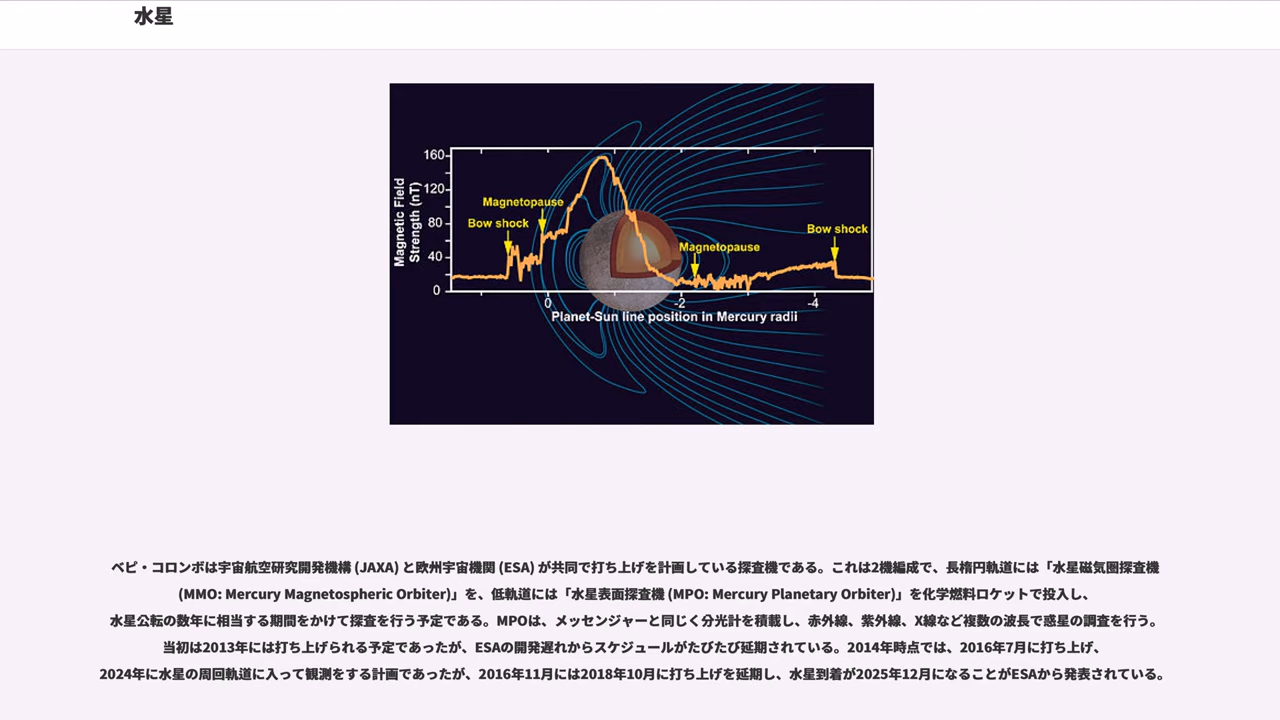 水星
160
120
80
40
0
Magnetic Field
Strength (nT)
Magnetopause
Bow shock
Magnetopause
Bow shock
0
-2
-4
Planet-Sun line position in Mercury radii
ベピ・コロンボは宇宙航空研究開発機構 (JAXA) と欧州宇宙機関 (ESA) が共同で打ち上げを計画している探査機である。これは2機編成で、長楕円軌道には「水星磁気圏探査機
(MMO: Mercury Magnetospheric Orbiter)」を、低軌道には「水星表面探査機 (MPO: Mercury Planetary Orbiter)」を化学燃料ロケットで投入し、
水星公転の数年に相当する期間をかけて探査を行う予定である。MPOは、メッセンジャーと同じく分光計を積載し、赤外線、紫外線、X線など複数の波長で惑星の調査を行う。
当初は2013年には打ち上げられる予定であったが、ESAの開発遅れからスケジュールがたびたび延期されている。2014年時点では、2016年7月に打ち上げ、
2024年に水星の周回軌道に入って観測をする計画であったが、2016年11月には2018年10月に打ち上げを延期し、水星到着が2025年12月になることがESAから発表されている。